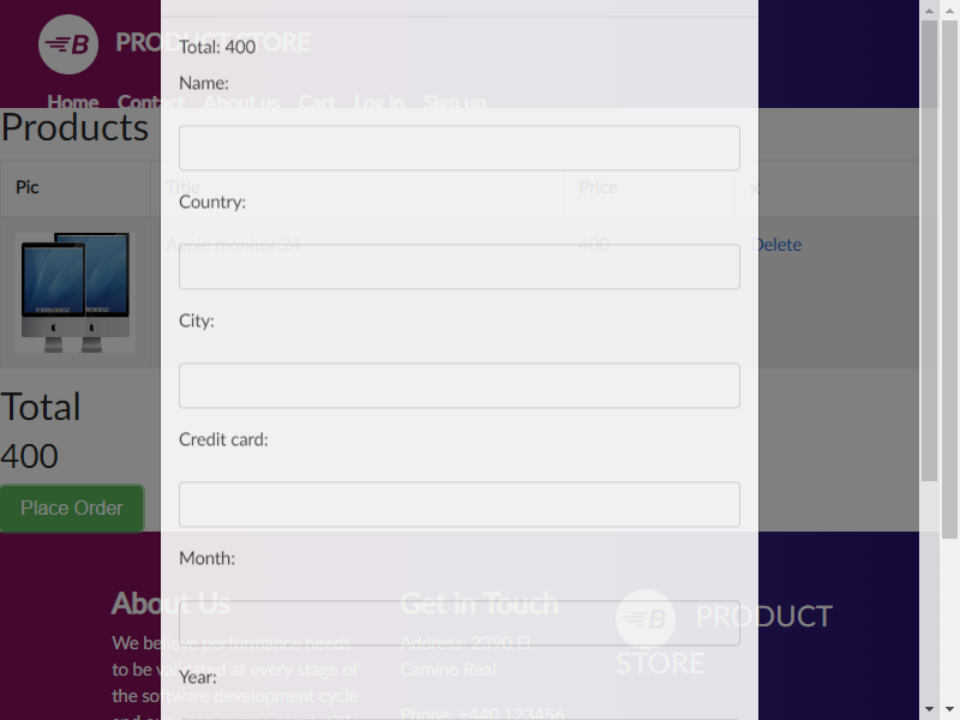 B PRODUCT STORE
Home Contact About us Cart Log in Sign up
Products
Pic Title Price x
Apple monitor 24 400 Delete
Total
400
Place Order
Total: 400
Name:
Country:
City:
Credit card:
Month:
Year:
About Us
We believe performance needs
to be validated at every stage of
the software development cycle
Get in Touch
Address: 2390 El
Camino Real
Phone: +440 123456
B PRODUCT
STORE